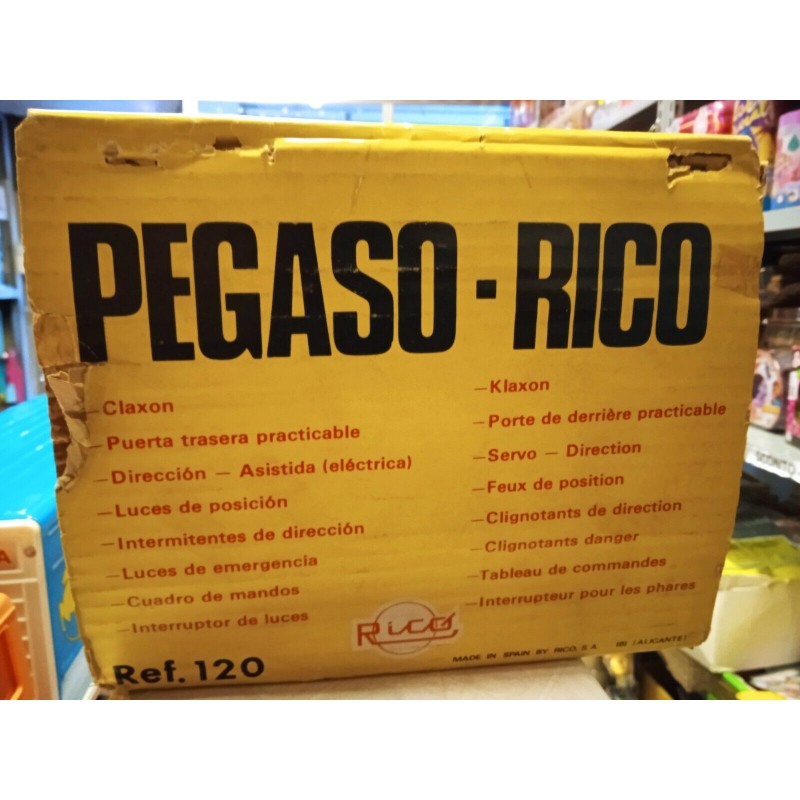 PEGASO - RICO
—Claxon
—Puerta trasera practicable
—Dirección — Asistida (eléctrica)
—Luces de posición
—Intermitentes de dirección
—Luces de emergencia
—Cuadro de mandos
—Interruptor de luces
—Klaxon
—Porte de derrière practicable
—Servo — Direction
—Feux de position
—Clignotants de direction
—Clignotants danger
—Tableau de commandes
—Interrupteur pour les phares
Rico
Ref. 120
MADE IN SPAIN BY RICO, S.A. IBI (ALICANTE)
SCONTO
A